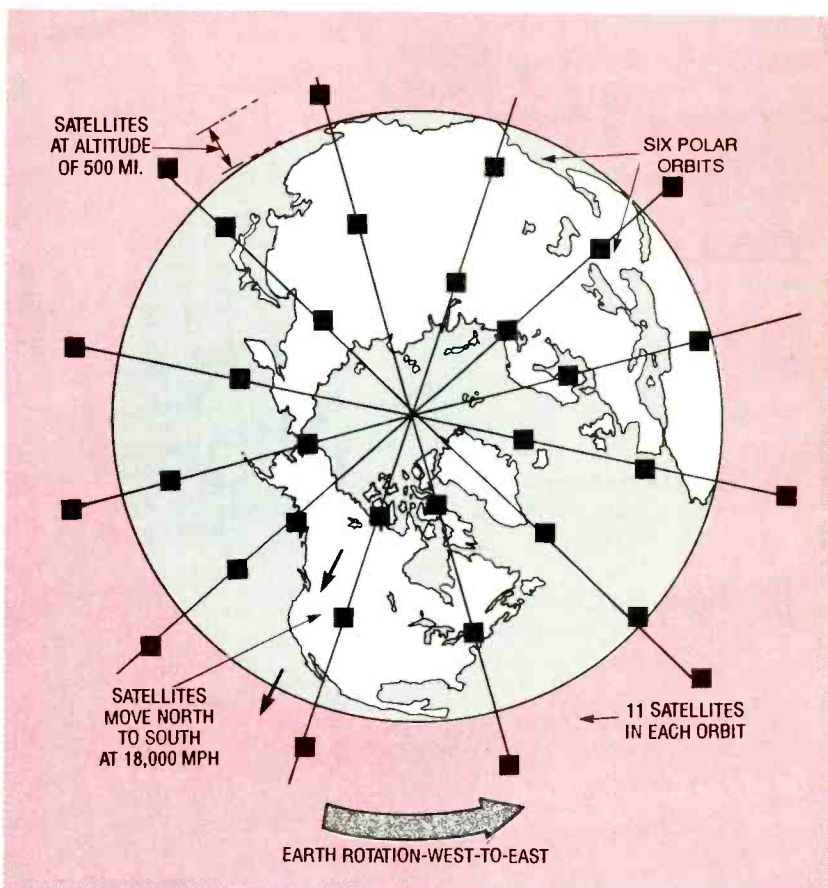 SATELLITES
AT ALTITUDE
OF 500 MI.
SIX POLAR
ORBITS
SATELLITES
MOVE NORTH
TO SOUTH
AT 18,000 MPH
11 SATELLITES
IN EACH ORBIT
EARTH ROTATION-WEST-TO-EAST